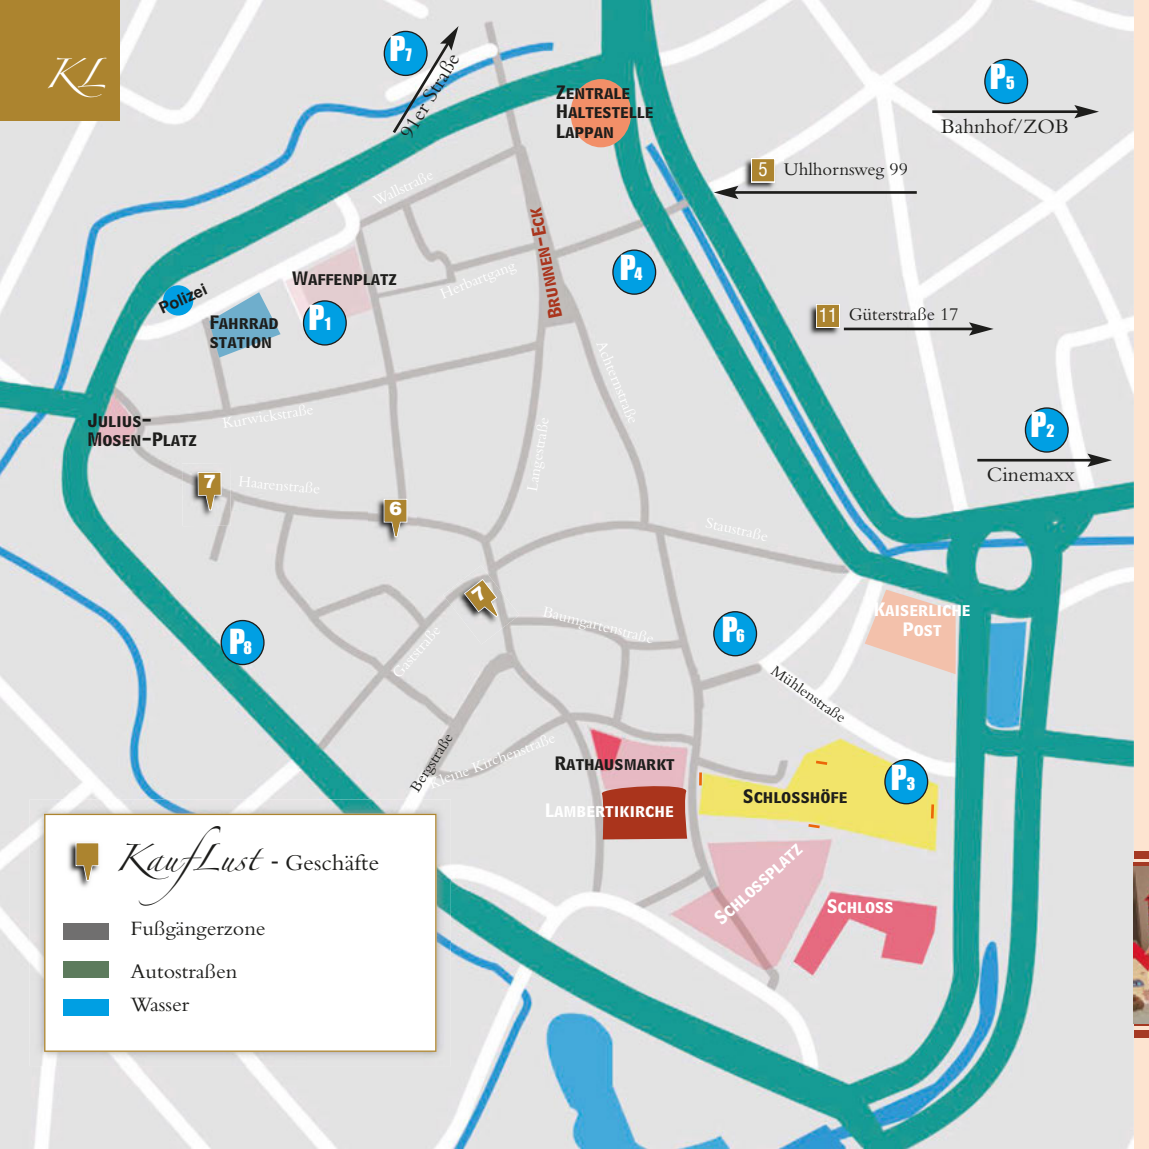 KL
P7
91er Straße
ZENTRALE
HALTESTELLE
LAPPAN
P5
Bahnhof/ZOB
5 Uhlhornsweg 99
Wallstraße
BRUNNEN-ECK
Herbartgang
P4
WAFFENPLATZ
Polizei
P1
FAHRRAD
STATION
11 Güterstraße 17
Achternstraße
Kurwickstraße
JULIUS-
MOSEN-PLATZ
Langestraße
P2
Cinemaxx
7
Haarenstraße
6
Staustraße
7
Baumgartenstraße
Gaststraße
P8
P6
KAISERLICHE
POST
Mühlenstraße
Bergstraße
Kleine Kirchenstraße
RATHAUSMARKT
LAMBERTIKIRCHE
SCHLOSSHÖFE
P3
SCHLOSSPLATZ
SCHLOSS
KaufLust - Geschäfte
Fußgängerzone
Autostraßen
Wasser